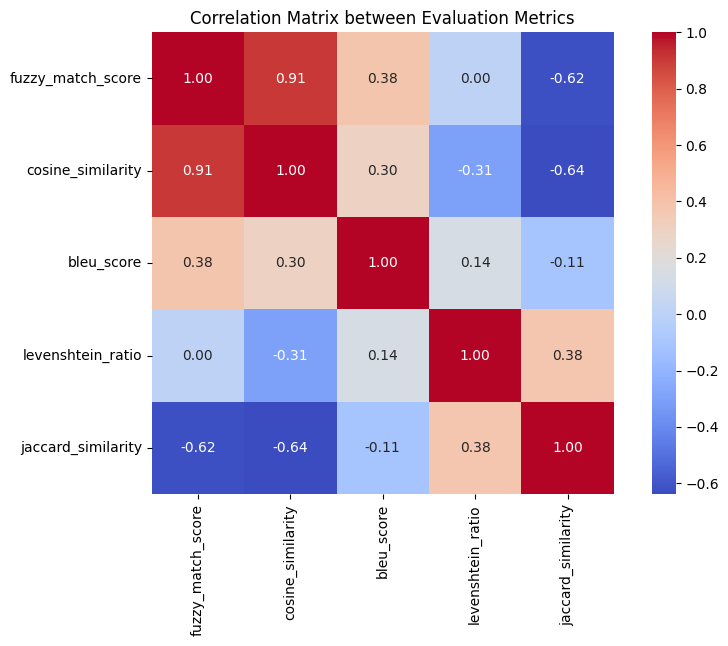 Correlation Matrix between Evaluation Metrics
fuzzy_match_score 1.00 0.91 0.38 0.00 -0.62
cosine_similarity 0.91 1.00 0.30 -0.31 -0.64
bleu_score 0.38 0.30 1.00 0.14 -0.11
levenshtein_ratio 0.00 -0.31 0.14 1.00 0.38
jaccard_similarity -0.62 -0.64 -0.11 0.38 1.00
fuzzy_match_score
cosine_similarity
bleu_score
levenshtein_ratio
jaccard_similarity
1.0
0.8
0.6
0.4
0.2
0.0
−0.2
−0.4
−0.6